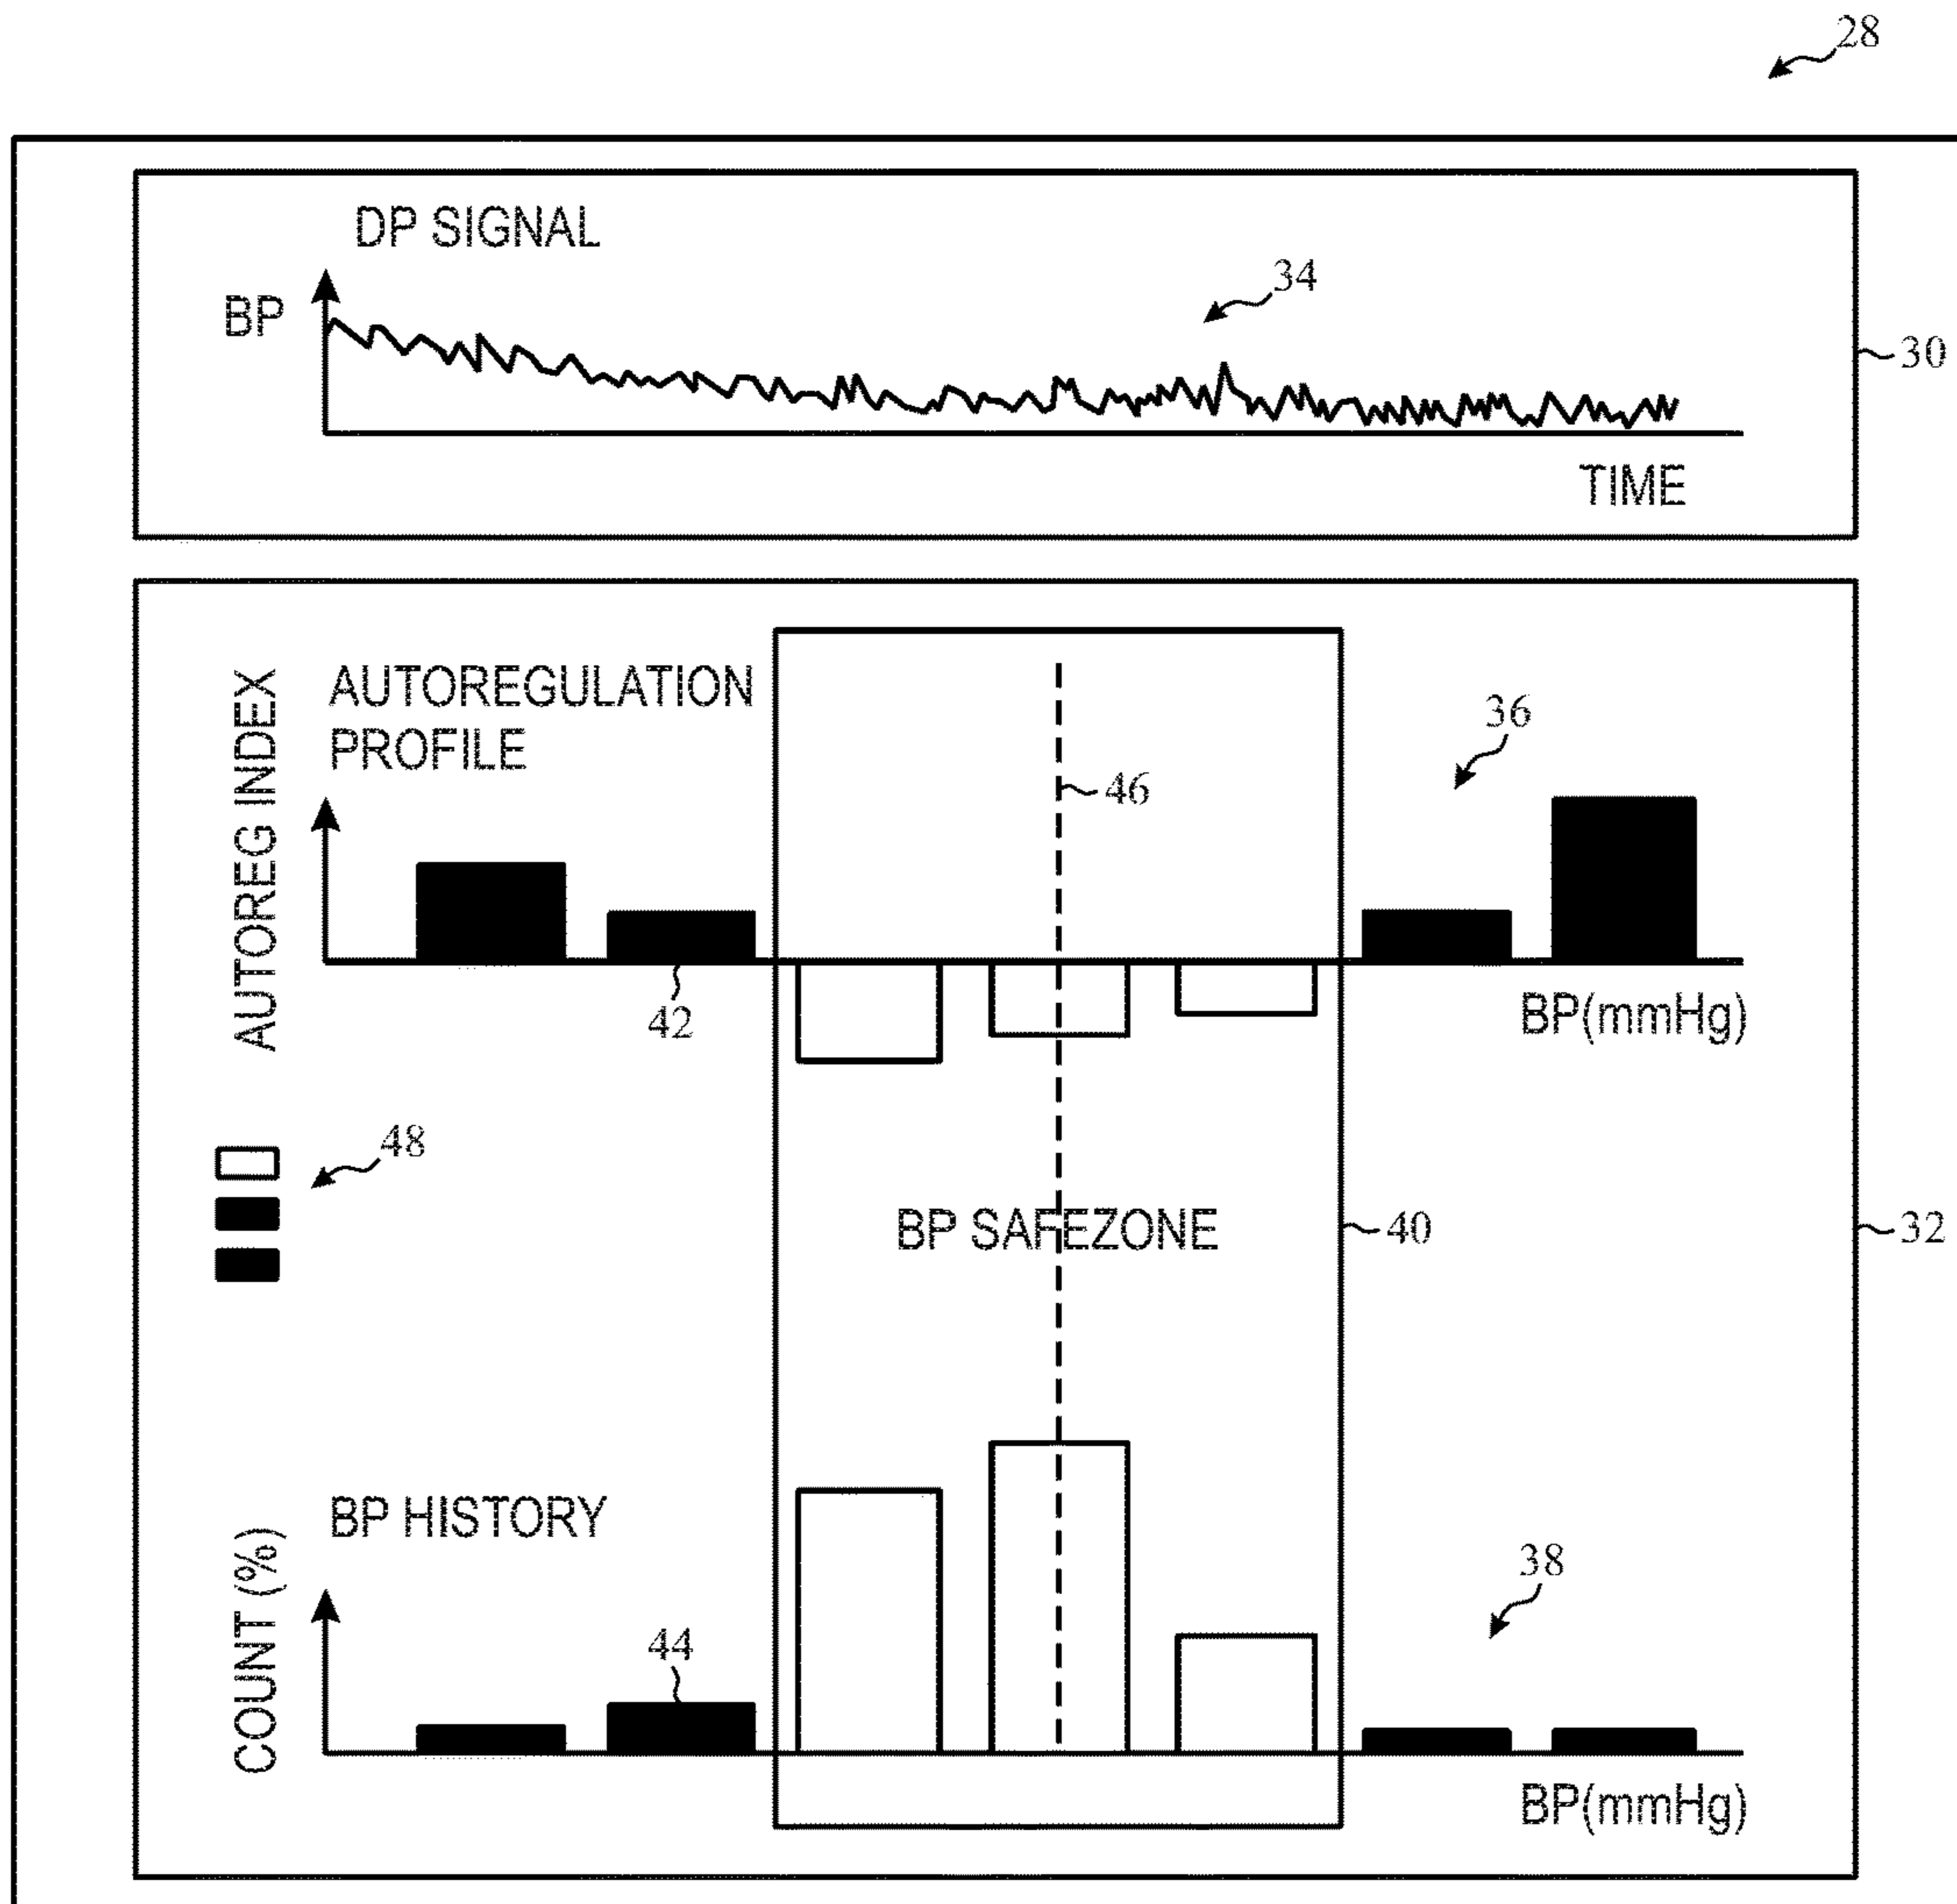 28
DP SIGNAL
BP
34
30
TIME
AUTOREG INDEX
AUTOREGULATION
PROFILE
36
46
42
BP(mmHg)
48
BP SAFEZONE
40
32
BP HISTORY
COUNT (%)
44
38
BP(mmHg)